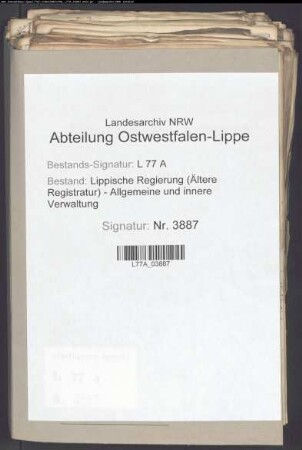 Landesarchiv NRW
Abteilung Ostwestfalen-Lippe
Bestands-Signatur: L 77 A
Bestand: Lippische Regierung (Ältere
Registratur) - Allgemeine und innere
Verwaltung
Signatur: Nr. 3887
L77A_03887